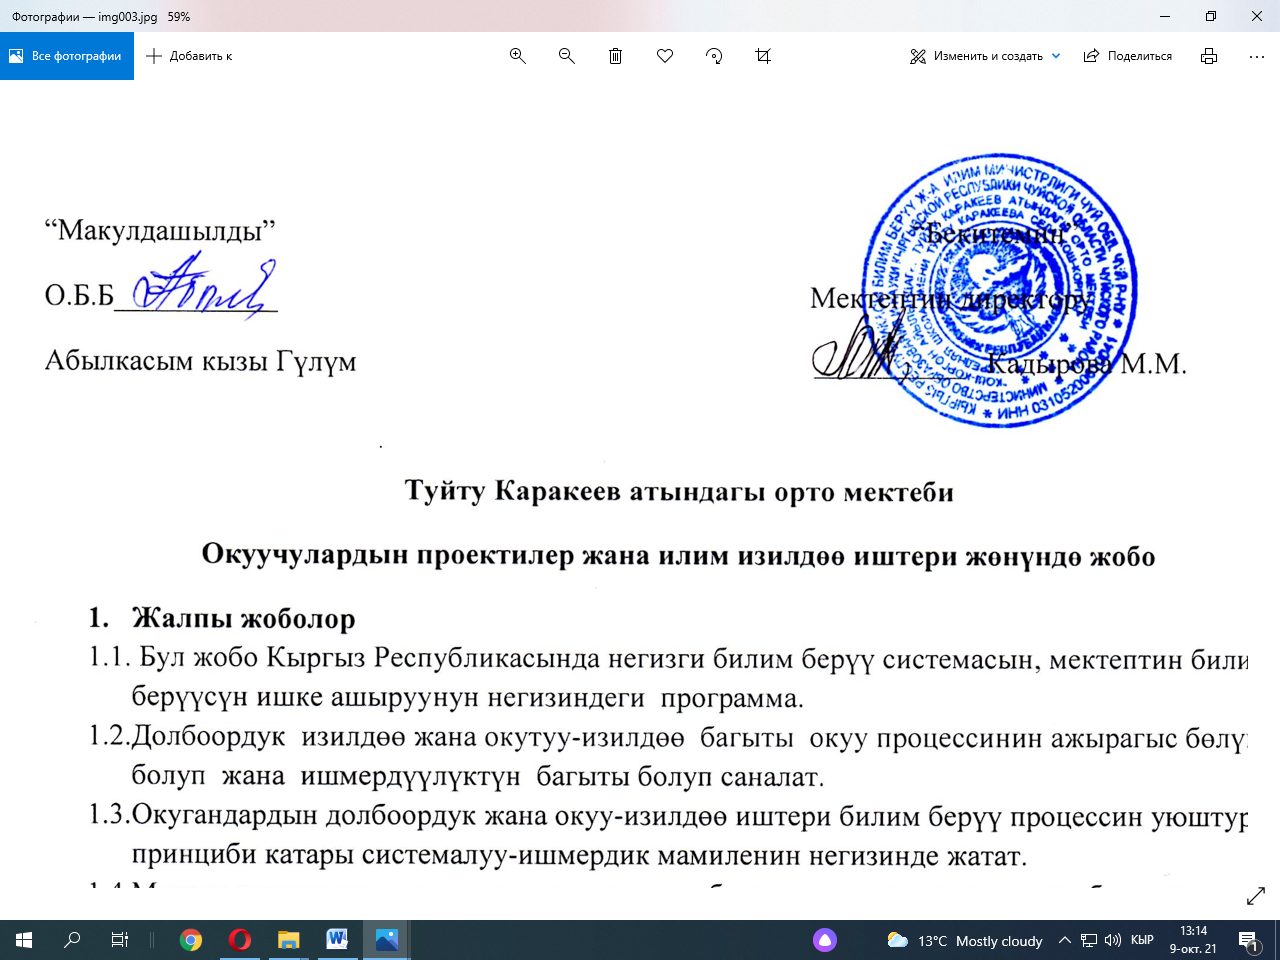 Фотографии — img003.jpg 59%
Все фотографии
Добавить к
Изменить и создать
Поделиться
“Макулдашылды”
“Бекитемин”
О.Б.Б
Мектептин директору
Абылкасым кызы Гүлүм
Кадырова М.М.
Туйту Каракеев атындагы орто мектеби
Окуучулардын проектилер жана илим изилдөө иштери жөнүндө жобо
1. Жалпы жоболор
1.1. Бул жобо Кыргыз Республикасында негизги билим берүү системасын, мектептин били
берүүсүн ишке ашыруунун негизиндеги программа.
1.2.Долбоордук изилдөө жана окутуу-изилдөө багыты окуу процессинин ажырагыс бөлү
болуп жана ишмердүүлүктүн багыты болуп саналат.
1.3.Окугандардын долбоордук жана окуу-изилдөө иштери билим берүү процессин уюштур
принциби катары системалуу-ишмердик мамиленин негизинде жатат.
13°C Mostly cloudy
КЫР
13:14
9-окт. 21
1